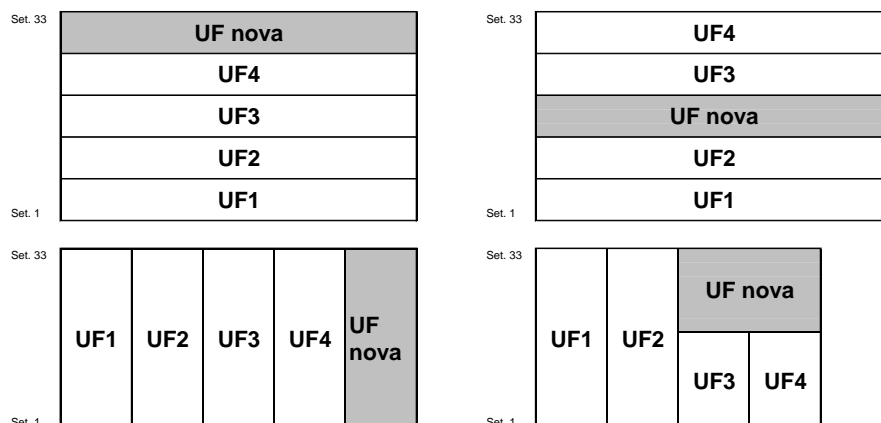 Set. 33
UF nova
UF4
UF3
UF2
UF1
Set. 1
Set. 33
UF4
UF3
UF nova
UF2
UF1
Set. 1
Set. 33
UF1 UF2 UF3 UF4 UF
nova
Set. 1
Set. 33
UF nova
UF1 UF2
UF3 UF4
Set. 1